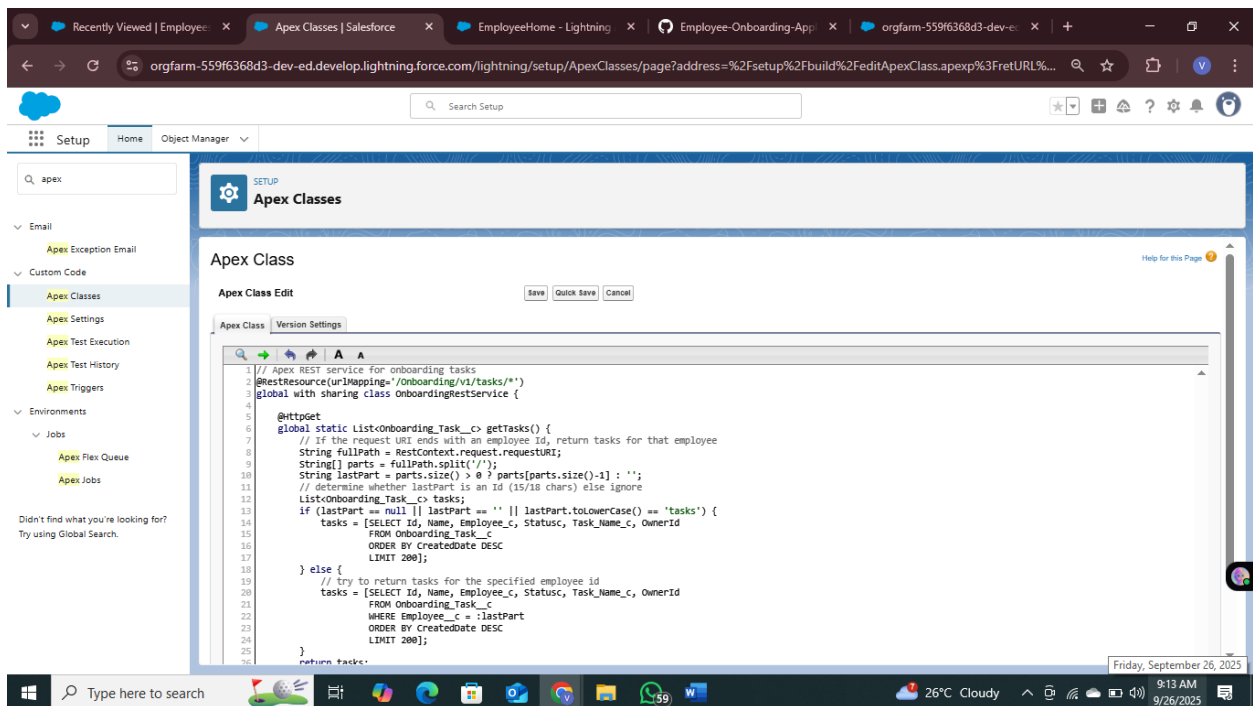 Recently Viewed | Employee
Apex Classes | Salesforce
EmployeeHome - Lightning
Employee-Onboarding-App
orgfarm-559f6368d3-dev-ed
orgfarm-559f6368d3-dev-ed.develop.lightning.force.com/lightning/setup/ApexClasses/page?address=%2Fsetup%2Fbuild%2FeditApexClass.apexp%3FretURL%...
V
Search Setup
Setup
Home
Object Manager
apex
SETUP
Apex Classes
Email
Apex Exception Email
Custom Code
Apex Classes
Apex Settings
Apex Test Execution
Apex Test History
Apex Triggers
Environments
Jobs
Apex Flex Queue
Apex Jobs
Didn't find what you're looking for?
Try using Global Search.
Apex Class
Help for this Page
Apex Class Edit
Save Quick Save Cancel
Apex Class Version Settings
A A
1 // Apex REST service for onboarding tasks
2 @RestResource(urlMapping='/Onboarding/v1/tasks/*')
3 global with sharing class OnboardingRestService {
4
5 @HttpGet
6 global static List<Onboarding_Task__c> getTasks() {
7 // If the request URI ends with an employee Id, return tasks for that employee
8 String fullPath = RestContext.request.requestURI;
9 String[] parts = fullPath.split('/');
10 String lastPart = parts.size() > 0 ? parts[parts.size()-1] : '';
11 // determine whether lastPart is an Id (15/18 chars) else ignore
12 List<Onboarding_Task__c> tasks;
13 if (lastPart == null || lastPart == '' || lastPart.toLowerCase() == 'tasks') {
14 tasks = [SELECT Id, Name, Employee_c, Statusc, Task_Name_c, OwnerId
15 FROM Onboarding_Task__c
16 ORDER BY CreatedDate DESC
17 LIMIT 200];
18 } else {
19 // try to return tasks for the specified employee id
20 tasks = [SELECT Id, Name, Employee_c, Statusc, Task_Name_c, OwnerId
21 FROM Onboarding_Task__c
22 WHERE Employee__c = :lastPart
23 ORDER BY CreatedDate DESC
24 LIMIT 200];
25 }
26 return tasks;
Friday, September 26, 2025
Type here to search
59
26°C Cloudy
9:13 AM
9/26/2025